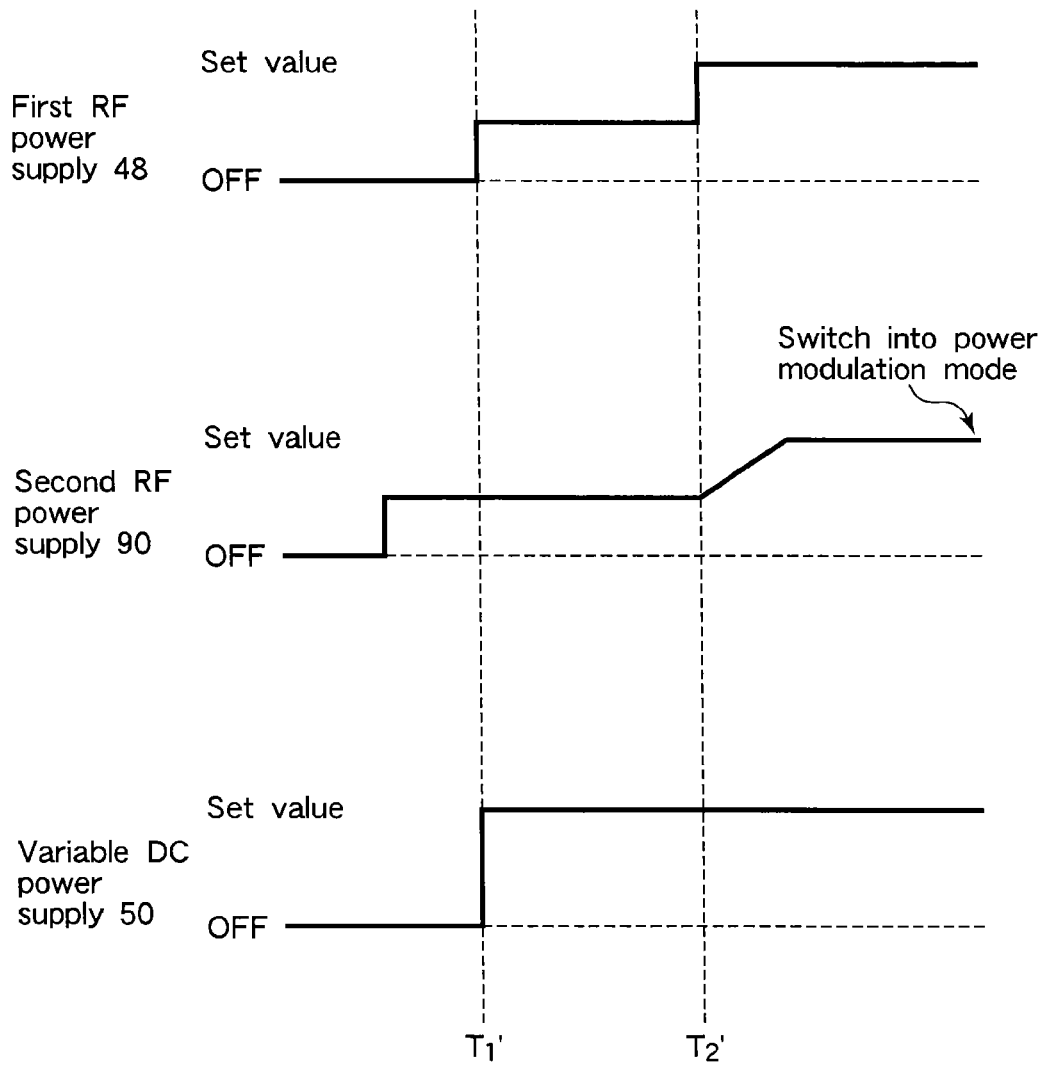 Set value
First RF
power
supply 48
OFF
Switch into power
modulation mode
Set value
Second RF
power
supply 90
OFF
Set value
Variable DC
power
supply 50
OFF
T1'
T2'